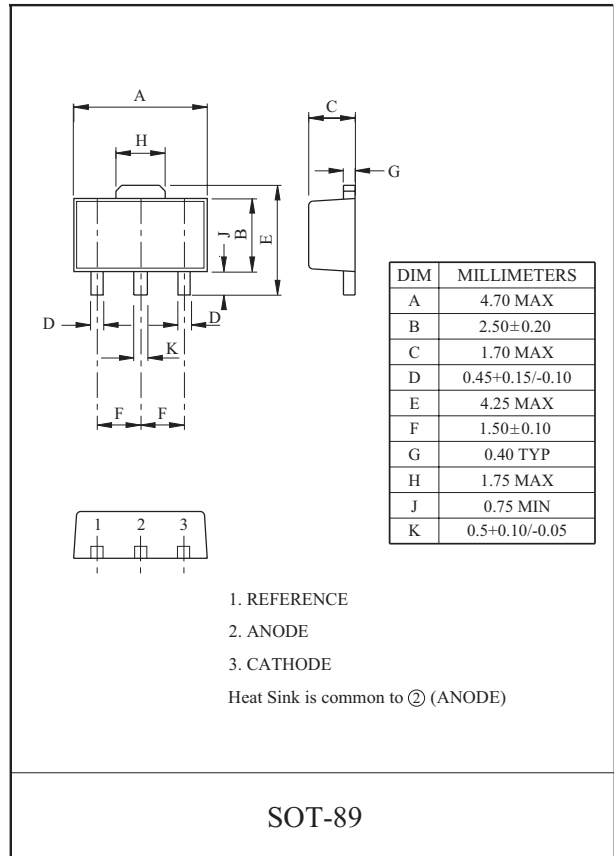 A
C
H
G
J
B
E
D
D
K
F
F
DIM MILLIMETERS
A 4.70 MAX
B 2.50±0.20
C 1.70 MAX
D 0.45+0.15/-0.10
E 4.25 MAX
F 1.50±0.10
G 0.40 TYP
H 1.75 MAX
J 0.75 MIN
K 0.5+0.10/-0.05
1 2 3
1. REFERENCE
2. ANODE
3. CATHODE
Heat Sink is common to ② (ANODE)
SOT-89